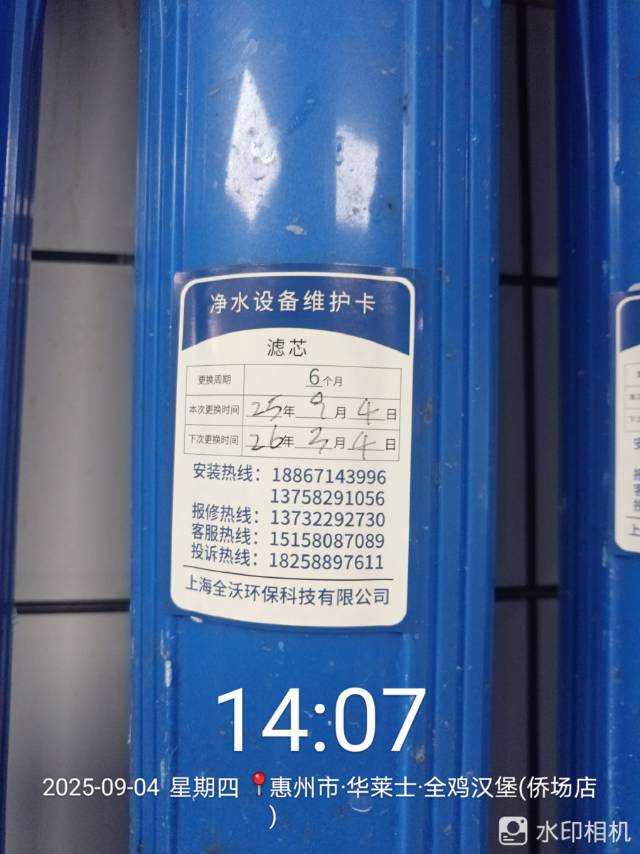 净水设备维护卡
滤芯
更换周期 6个月
本次更换时间 25年 9月 4日
下次更换时间 26年 3月 4日
安装热线：18867143996
13758291056
报修热线：13732292730
客服热线：15158087089
投诉热线：18258897611
上海全沃环保科技有限公司
14:07
2025-09-04 星期四 惠州市·华莱士·全鸡汉堡(侨场店
)
水印相机